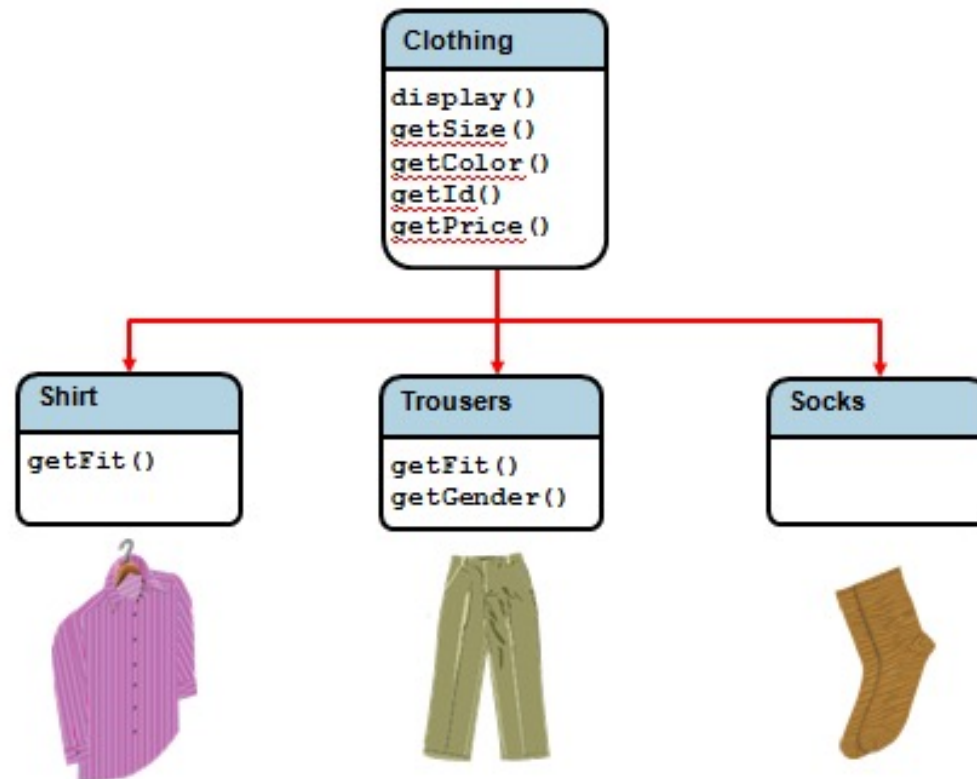 Clothing
display()
getSize()
getColor()
getId()
getPrice()
Shirt
getFit()
Trousers
getFit()
getGender()
Socks